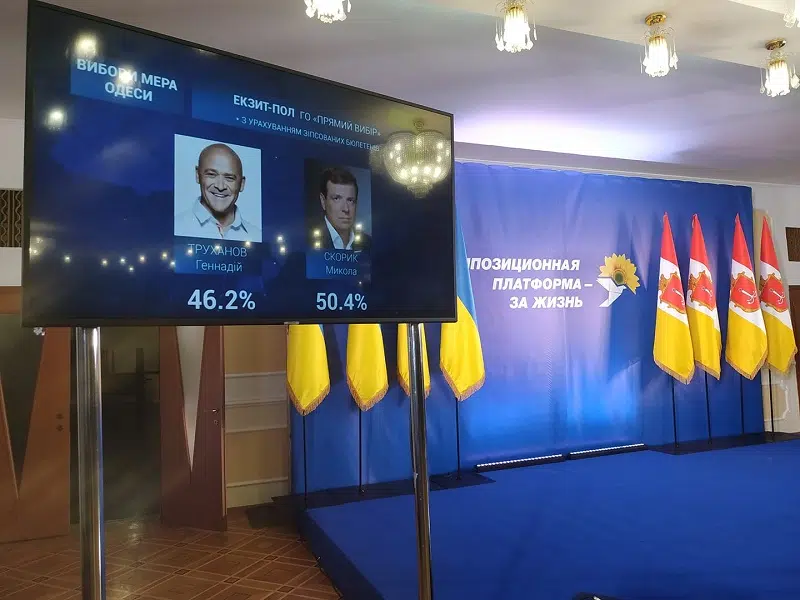 ВИБОРИ МЕРА
ОДЕСИ
ЕКЗИТ-ПОЛ ГО «ПРЯМИЙ ВИБІР»
* З УРАХУВАННЯМ ЗІПСОВАНИХ БЮЛЕТЕНІВ
ТРУХАНОВ
Геннадій
46.2%
СКОРИК
Микола
50.4%
ППОЗИЦИОННАЯ
ПЛАТФОРМА –
ЗА ЖИЗНЬ